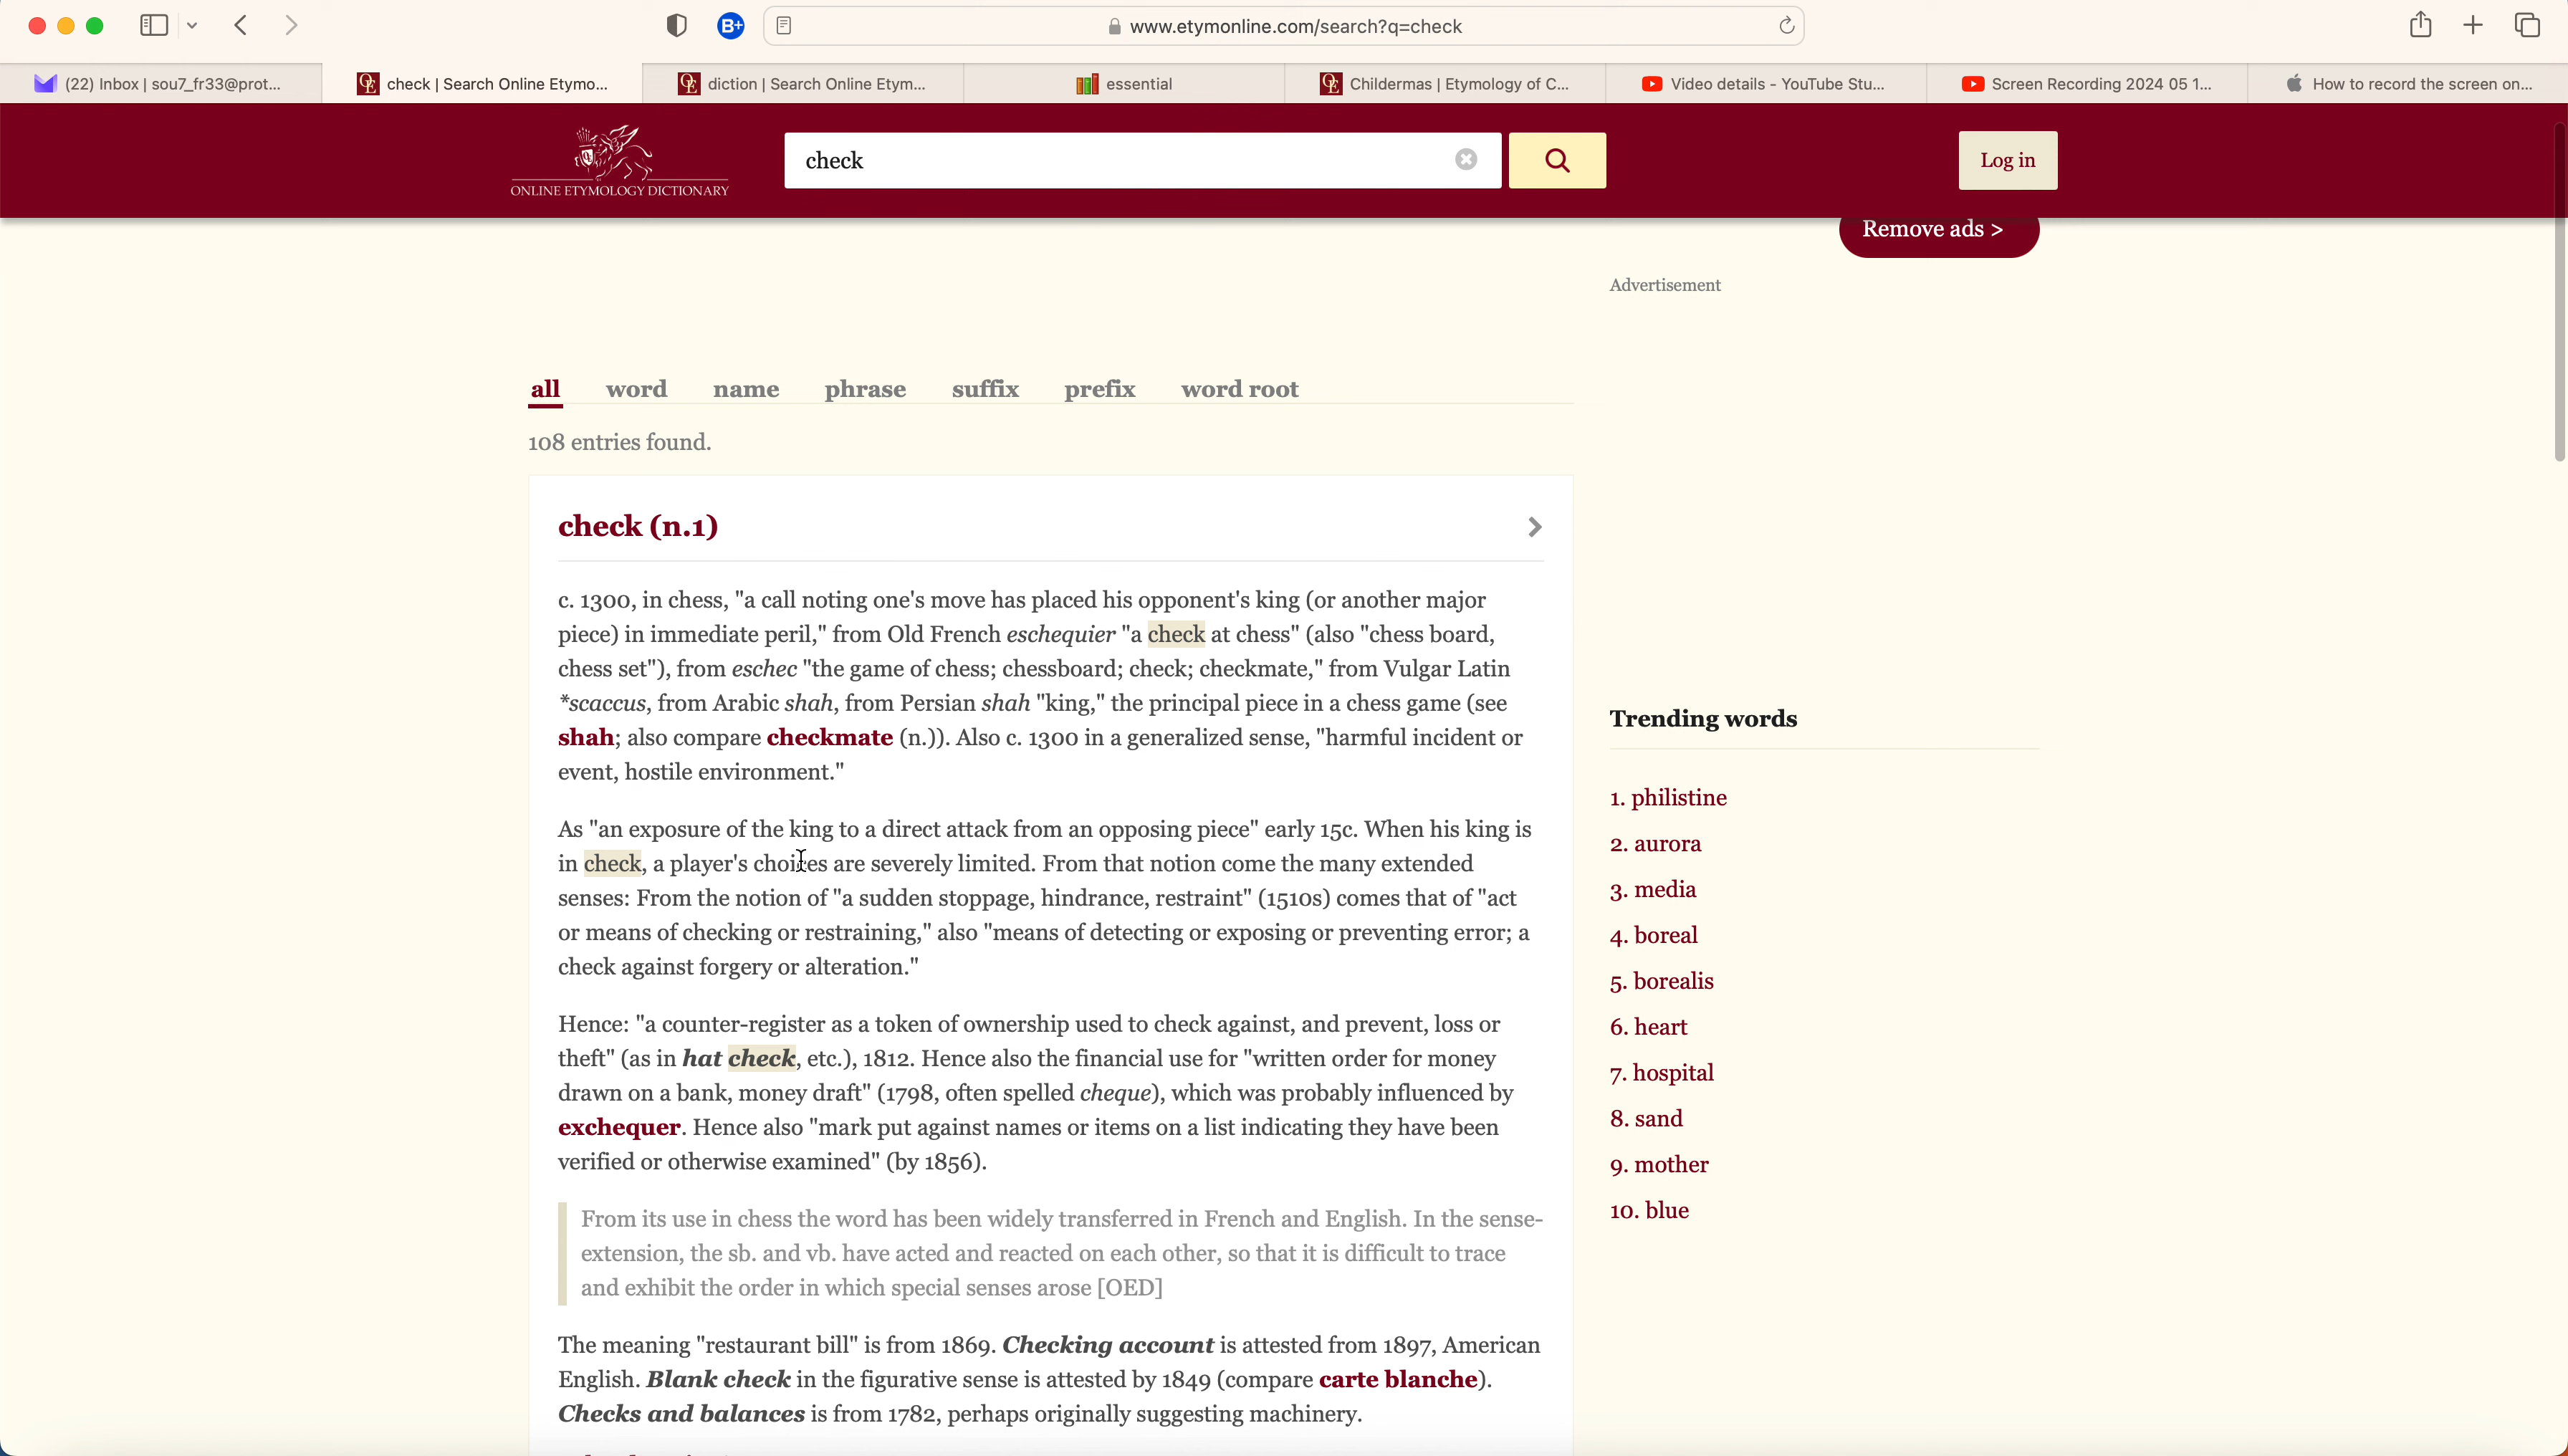 www.etymonline.com/search?q=check
(22) Inbox | sou7_fr33@prot...
check | Search Online Etymo...
diction | Search Online Etym...
essential
Childermas | Etymology of C...
Video details - YouTube Stu...
Screen Recording 2024 05 1...
How to record the screen on...
ONLINE ETYMOLOGY DICTIONARY
check
Log in
Remove ads >
Advertisement
all word name phrase suffix prefix word root
108 entries found.
check (n.1)
c. 1300, in chess, "a call noting one's move has placed his opponent's king (or another major
piece) in immediate peril," from Old French eschequier "a check at chess" (also "chess board,
chess set"), from eschec "the game of chess; chessboard; check; checkmate," from Vulgar Latin
*scaccus, from Arabic shah, from Persian shah "king," the principal piece in a chess game (see
shah; also compare checkmate (n.)). Also c. 1300 in a generalized sense, "harmful incident or
event, hostile environment."
As "an exposure of the king to a direct attack from an opposing piece" early 15c. When his king is
in check, a player's choices are severely limited. From that notion come the many extended
senses: From the notion of "a sudden stoppage, hindrance, restraint" (1510s) comes that of "act
or means of checking or restraining," also "means of detecting or exposing or preventing error; a
check against forgery or alteration."
Hence: "a counter-register as a token of ownership used to check against, and prevent, loss or
theft" (as in hat check, etc.), 1812. Hence also the financial use for "written order for money
drawn on a bank, money draft" (1798, often spelled cheque), which was probably influenced by
exchequer. Hence also "mark put against names or items on a list indicating they have been
verified or otherwise examined" (by 1856).
From its use in chess the word has been widely transferred in French and English. In the sense-
extension, the sb. and vb. have acted and reacted on each other, so that it is difficult to trace
and exhibit the order in which special senses arose [OED]
The meaning "restaurant bill" is from 1869. Checking account is attested from 1897, American
English. Blank check in the figurative sense is attested by 1849 (compare carte blanche).
Checks and balances is from 1782, perhaps originally suggesting machinery.
Trending words
1. philistine
2. aurora
3. media
4. boreal
5. borealis
6. heart
7. hospital
8. sand
9. mother
10. blue